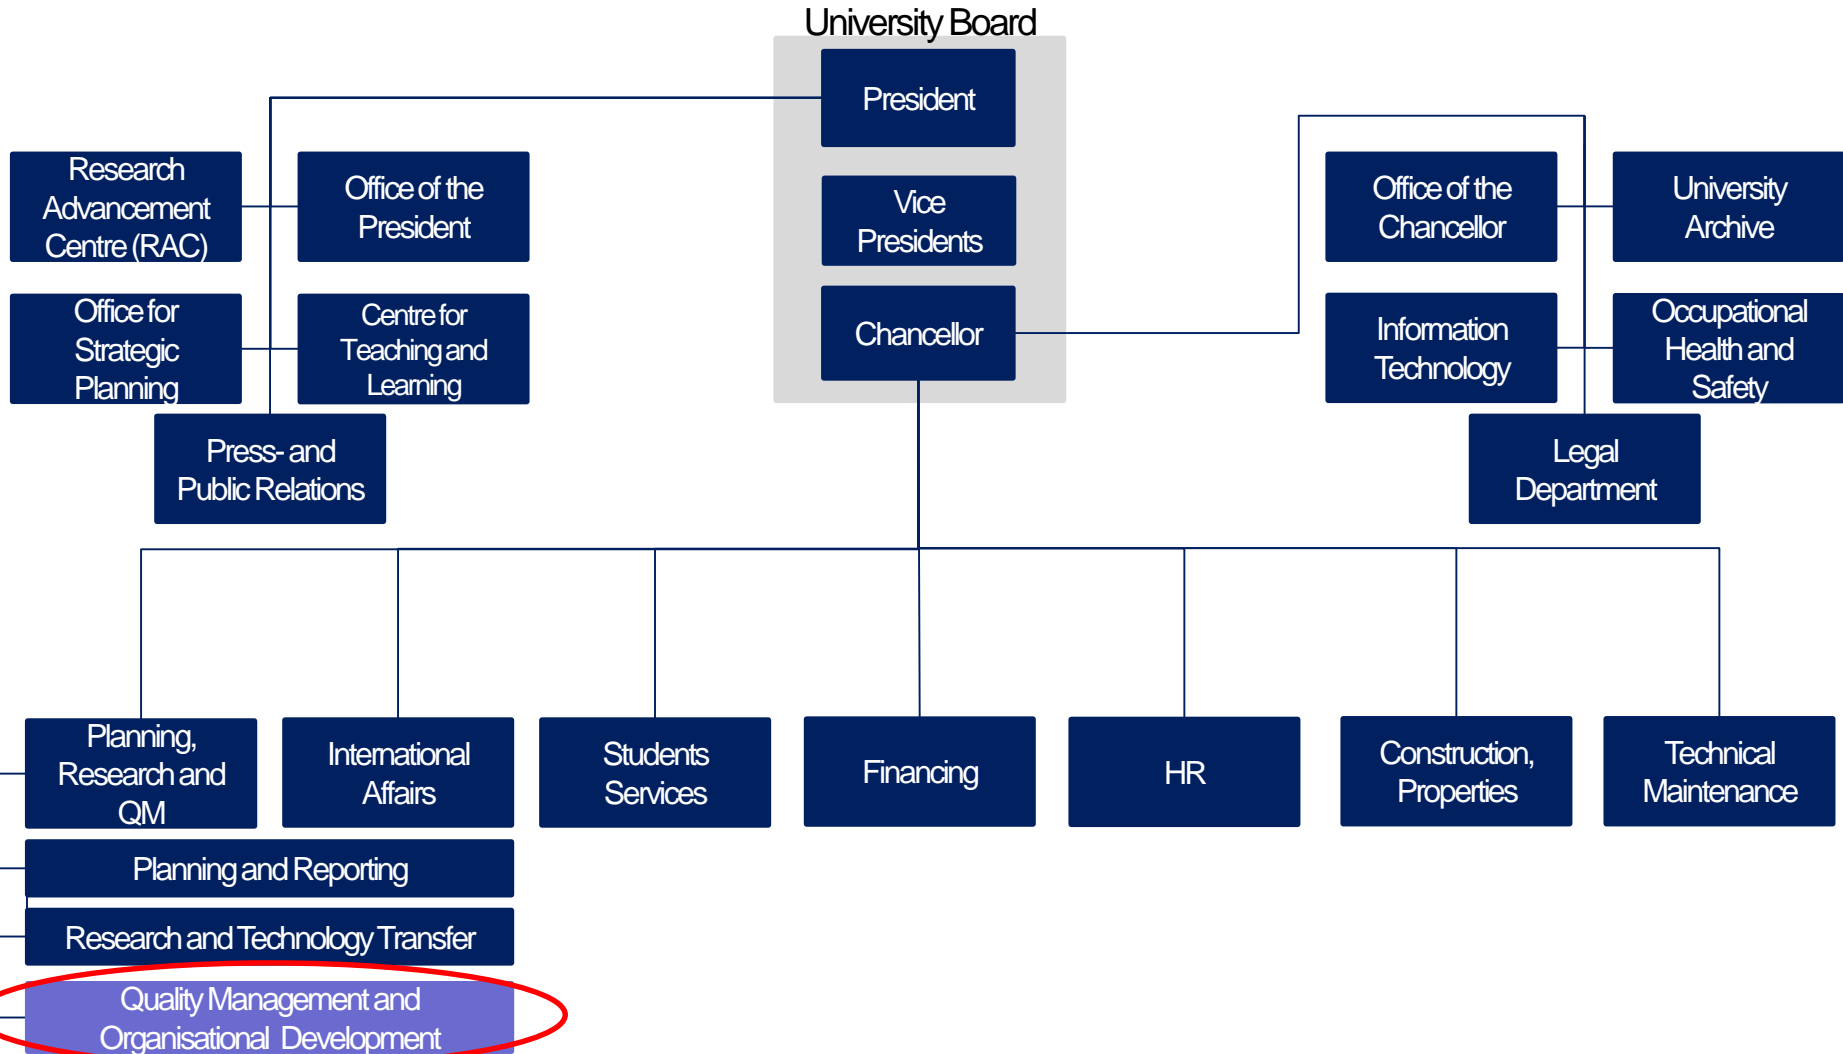 University Board
President
Research
Advancement
Centre (RAC)
Office of the
President
Vice
Presidents
Office of the
Chancellor
University
Archive
Office for
Strategic
Planning
Centre for
Teaching and
Learning
Chancellor
Information
Technology
Occupational
Health and
Safety
Press- and
Public Relations
Legal
Department
Planning,
Research and
QM
International
Affairs
Students
Services
Financing
HR
Construction,
Properties
Technical
Maintenance
Planning and Reporting
Research and Technology Transfer
Quality Management and
Organisational Development